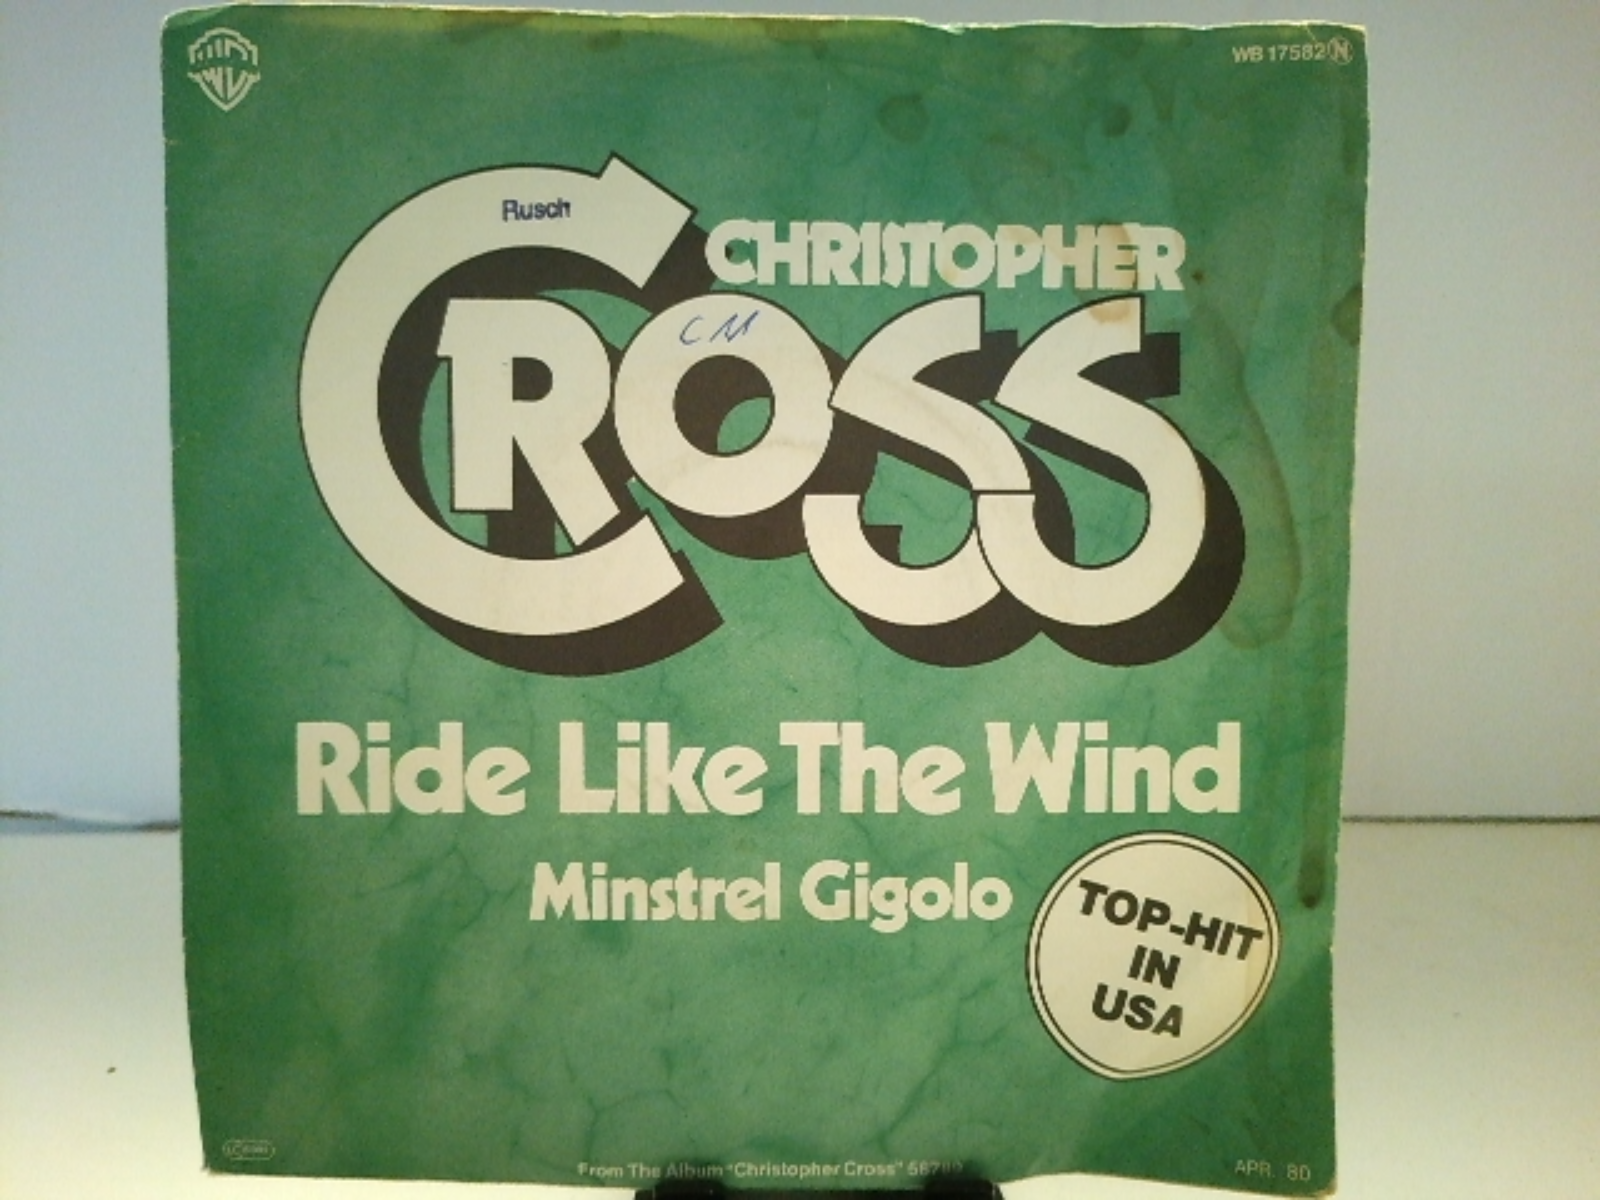 WB 17582 N
Rusch
CHRISTOPHER
CROSS
CM
Ride Like The Wind
Minstrel Gigolo
TOP-HIT
IN
USA
From The Album "Christopher Cross"
APR. 80